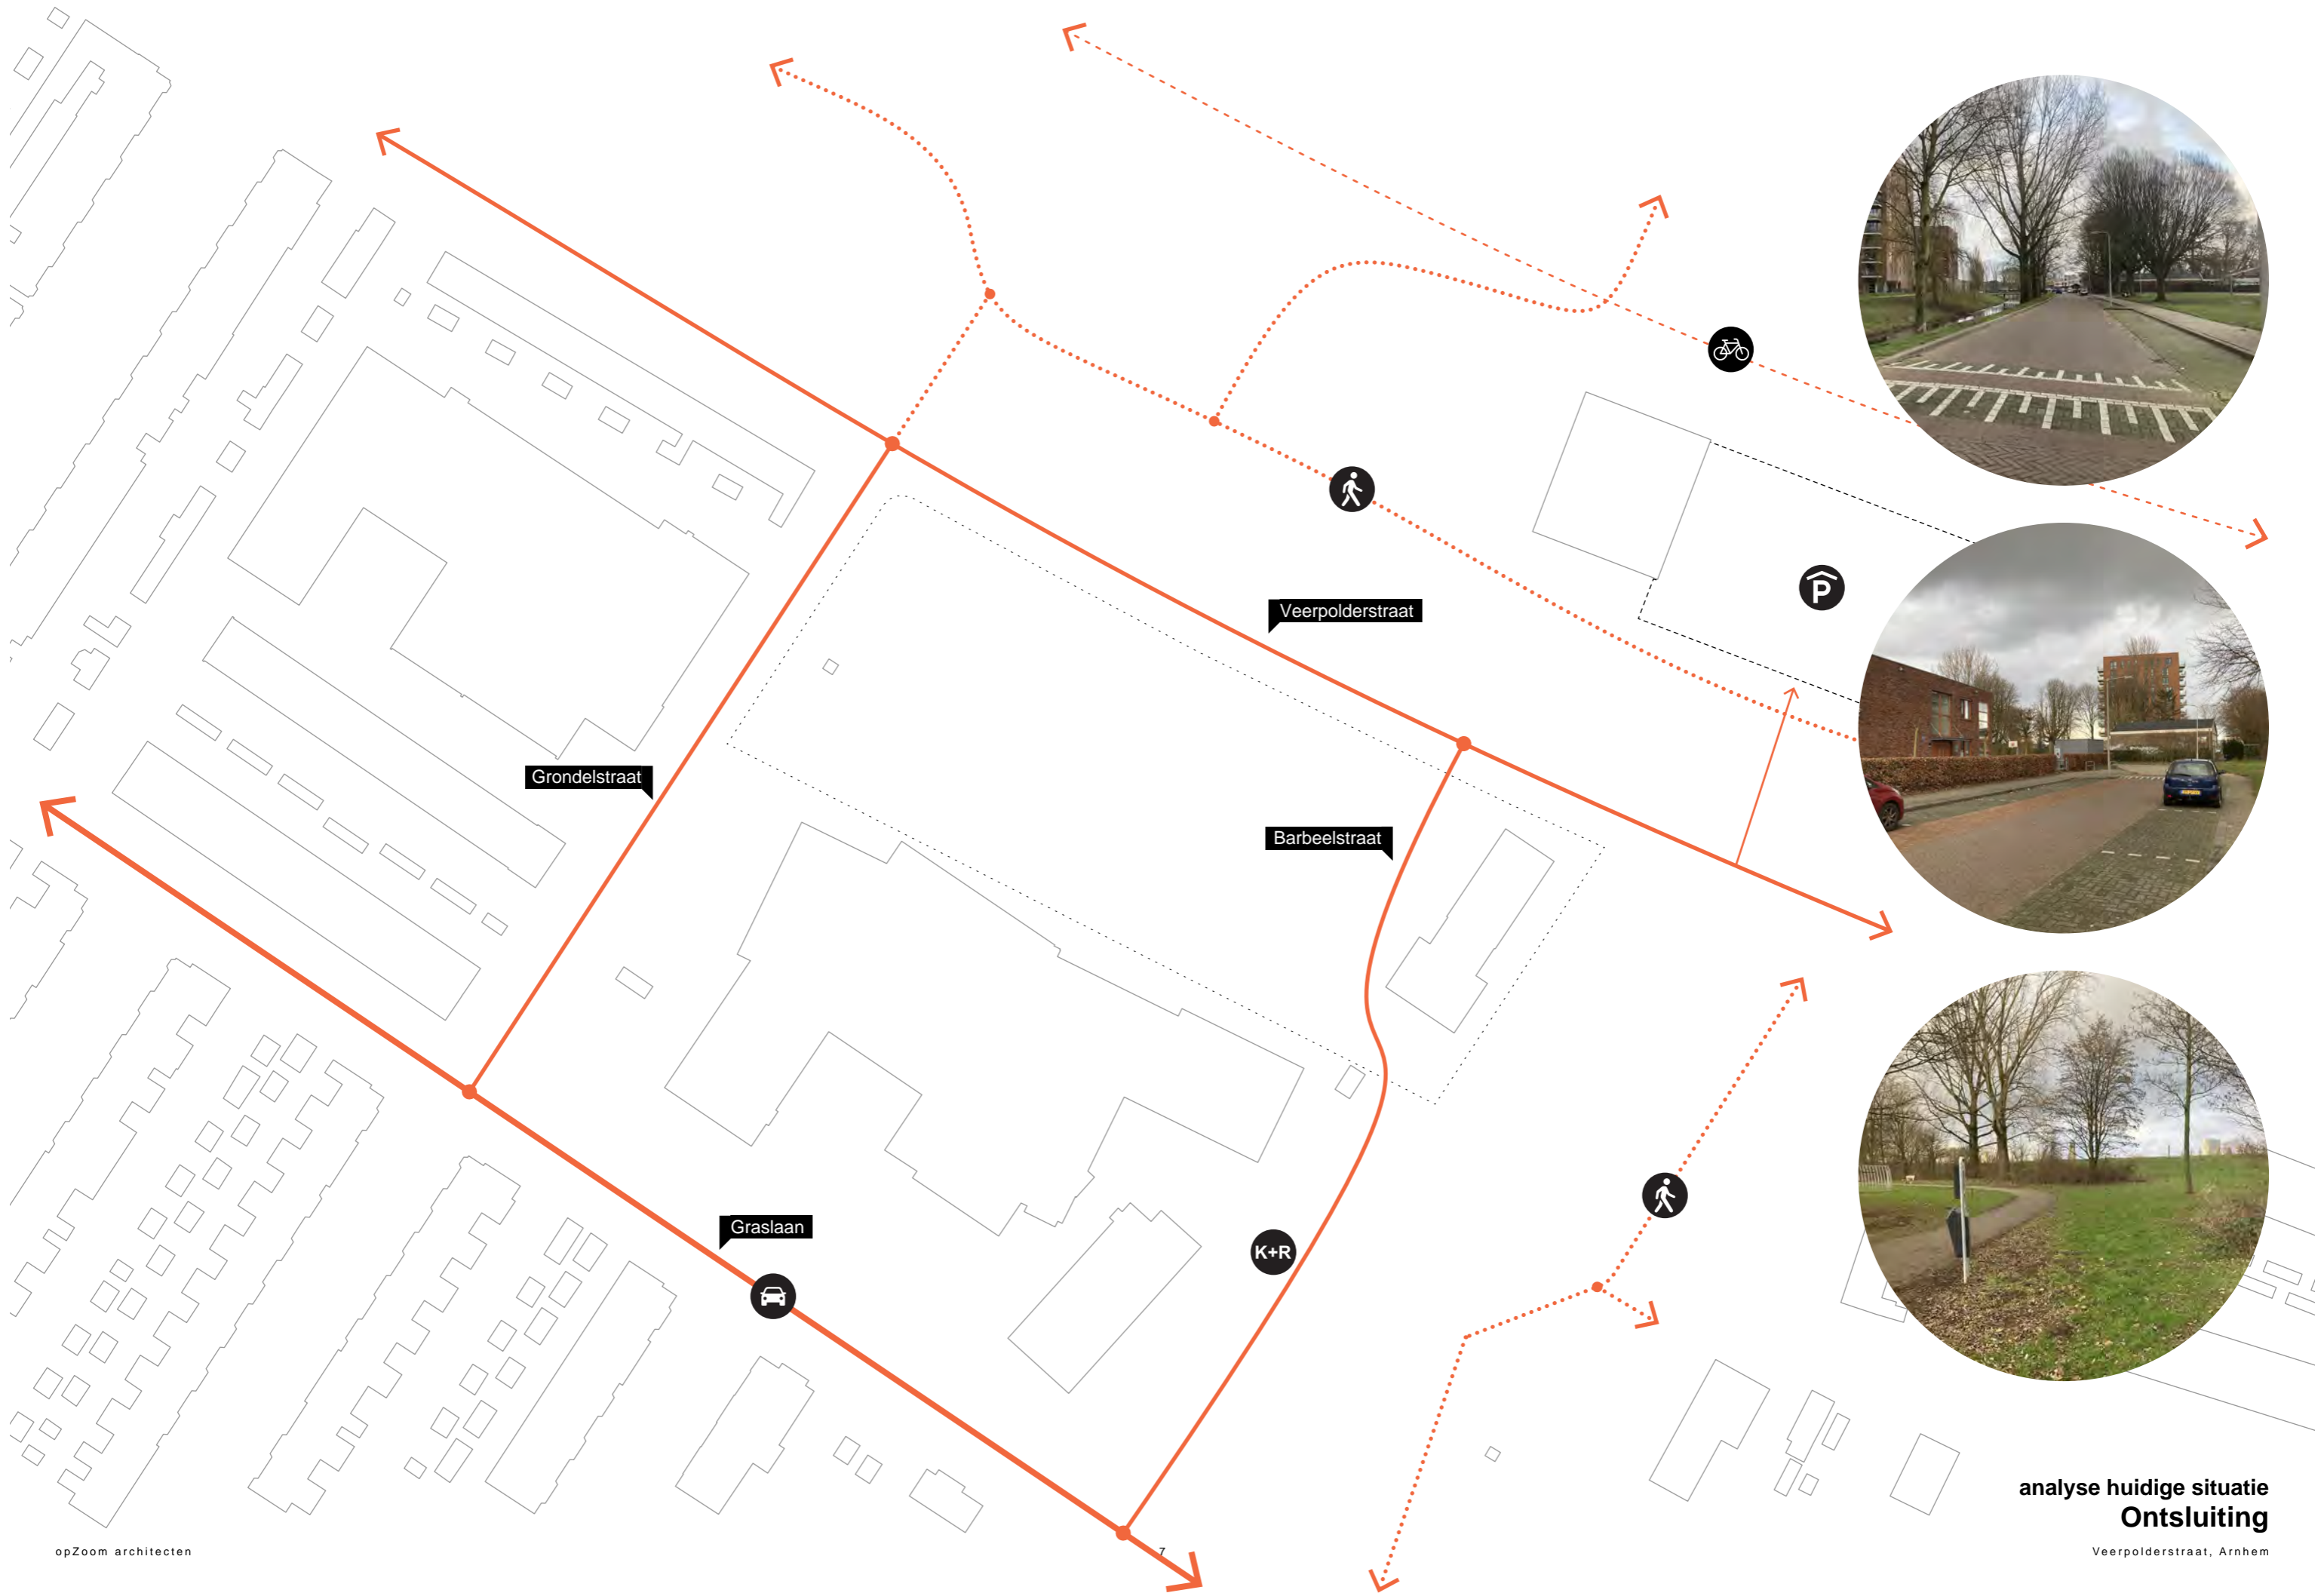 P
Veerpolderstraat
Grondelstraat
Barbeelstraat
Graslaan
K+R
analyse huidige situatie
Ontsluiting
opZoom architecten
7
Veerpolderstraat, Arnhem